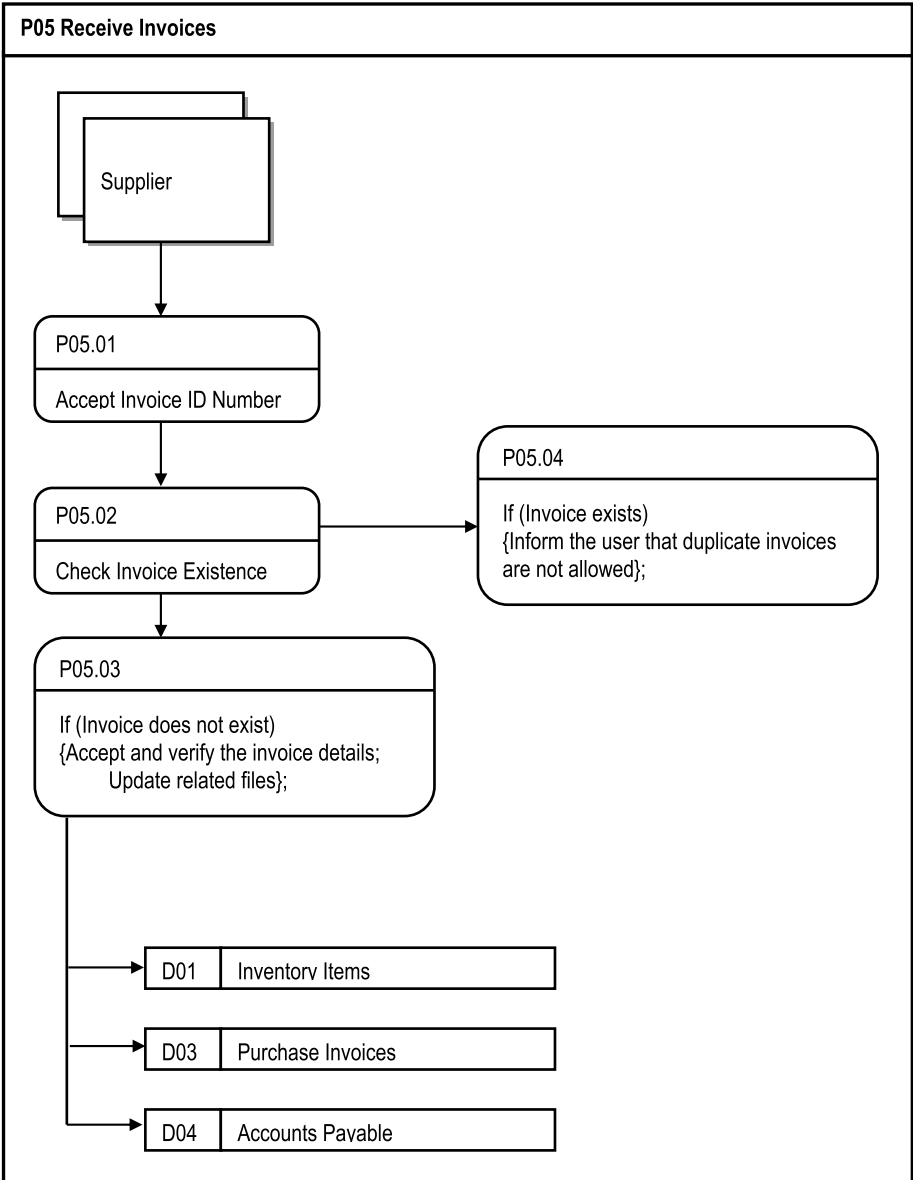 P05 Receive Invoices
Supplier
P05.01
Accept Invoice ID Number
P05.02
Check Invoice Existence
P05.04
If (Invoice exists)
{Inform the user that duplicate invoices
are not allowed};
P05.03
If (Invoice does not exist)
{Accept and verify the invoice details;
Update related files};
D01 Inventory Items
D03 Purchase Invoices
D04 Accounts Payable